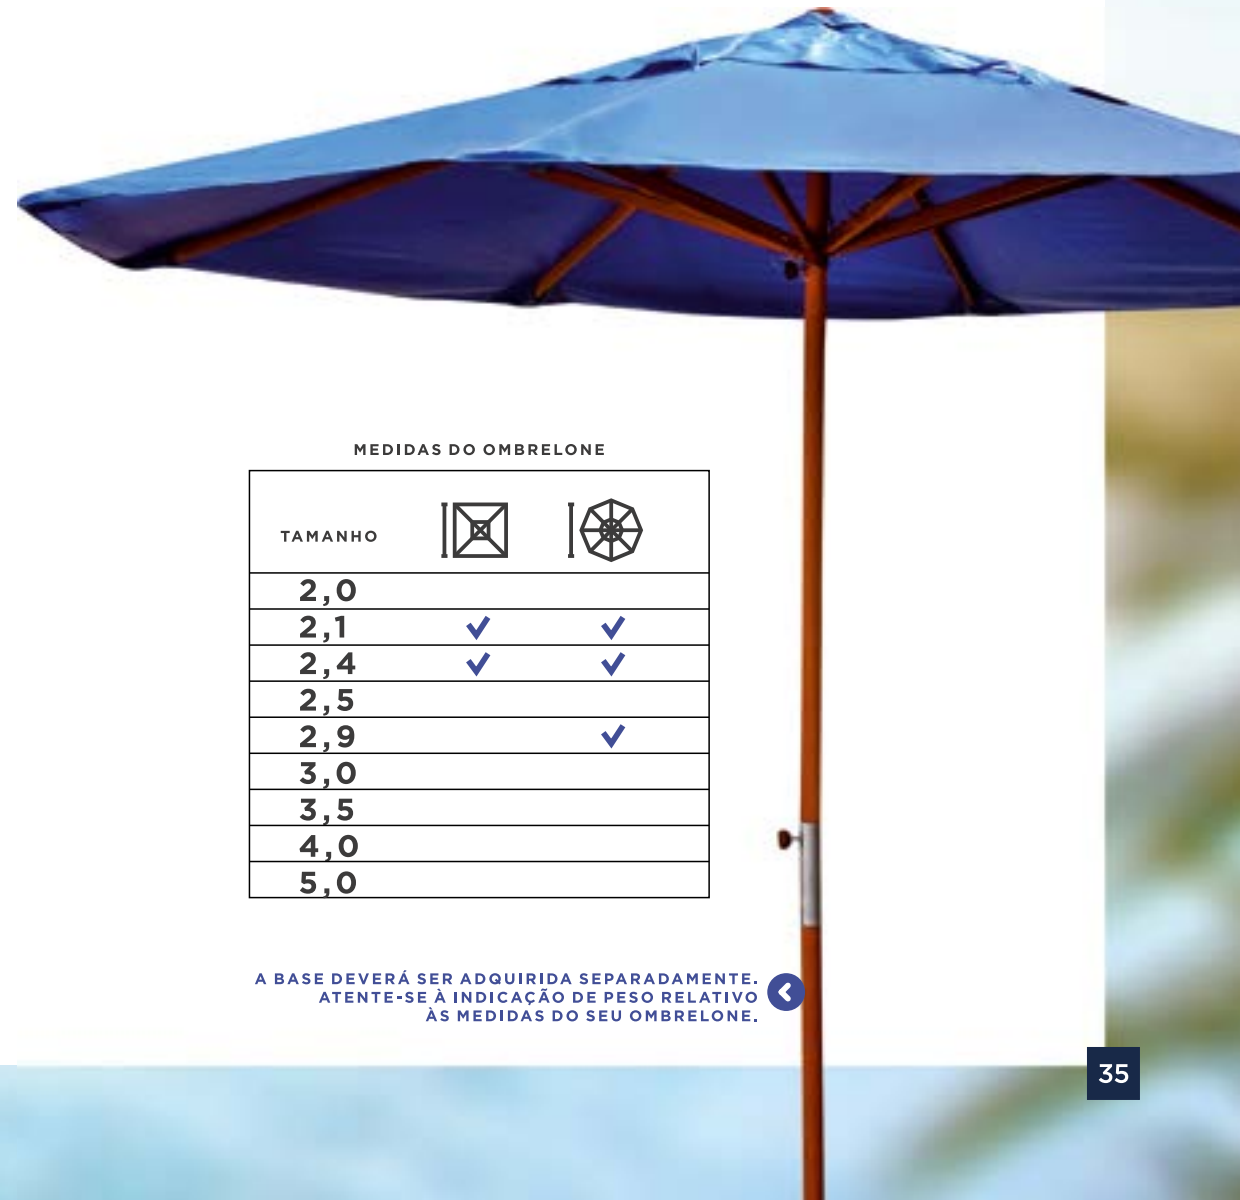 MEDIDAS DO OMBRELONE
TAMANHO
2,0
2,1
2,4
2,5
2,9
3,0
3,5
4,0
5,0
A BASE DEVERÁ SER ADQUIRIDA SEPARADAMENTE.
ATENTE-SE À INDICAÇÃO DE PESO RELATIVO
ÀS MEDIDAS DO SEU OMBRELONE.
35